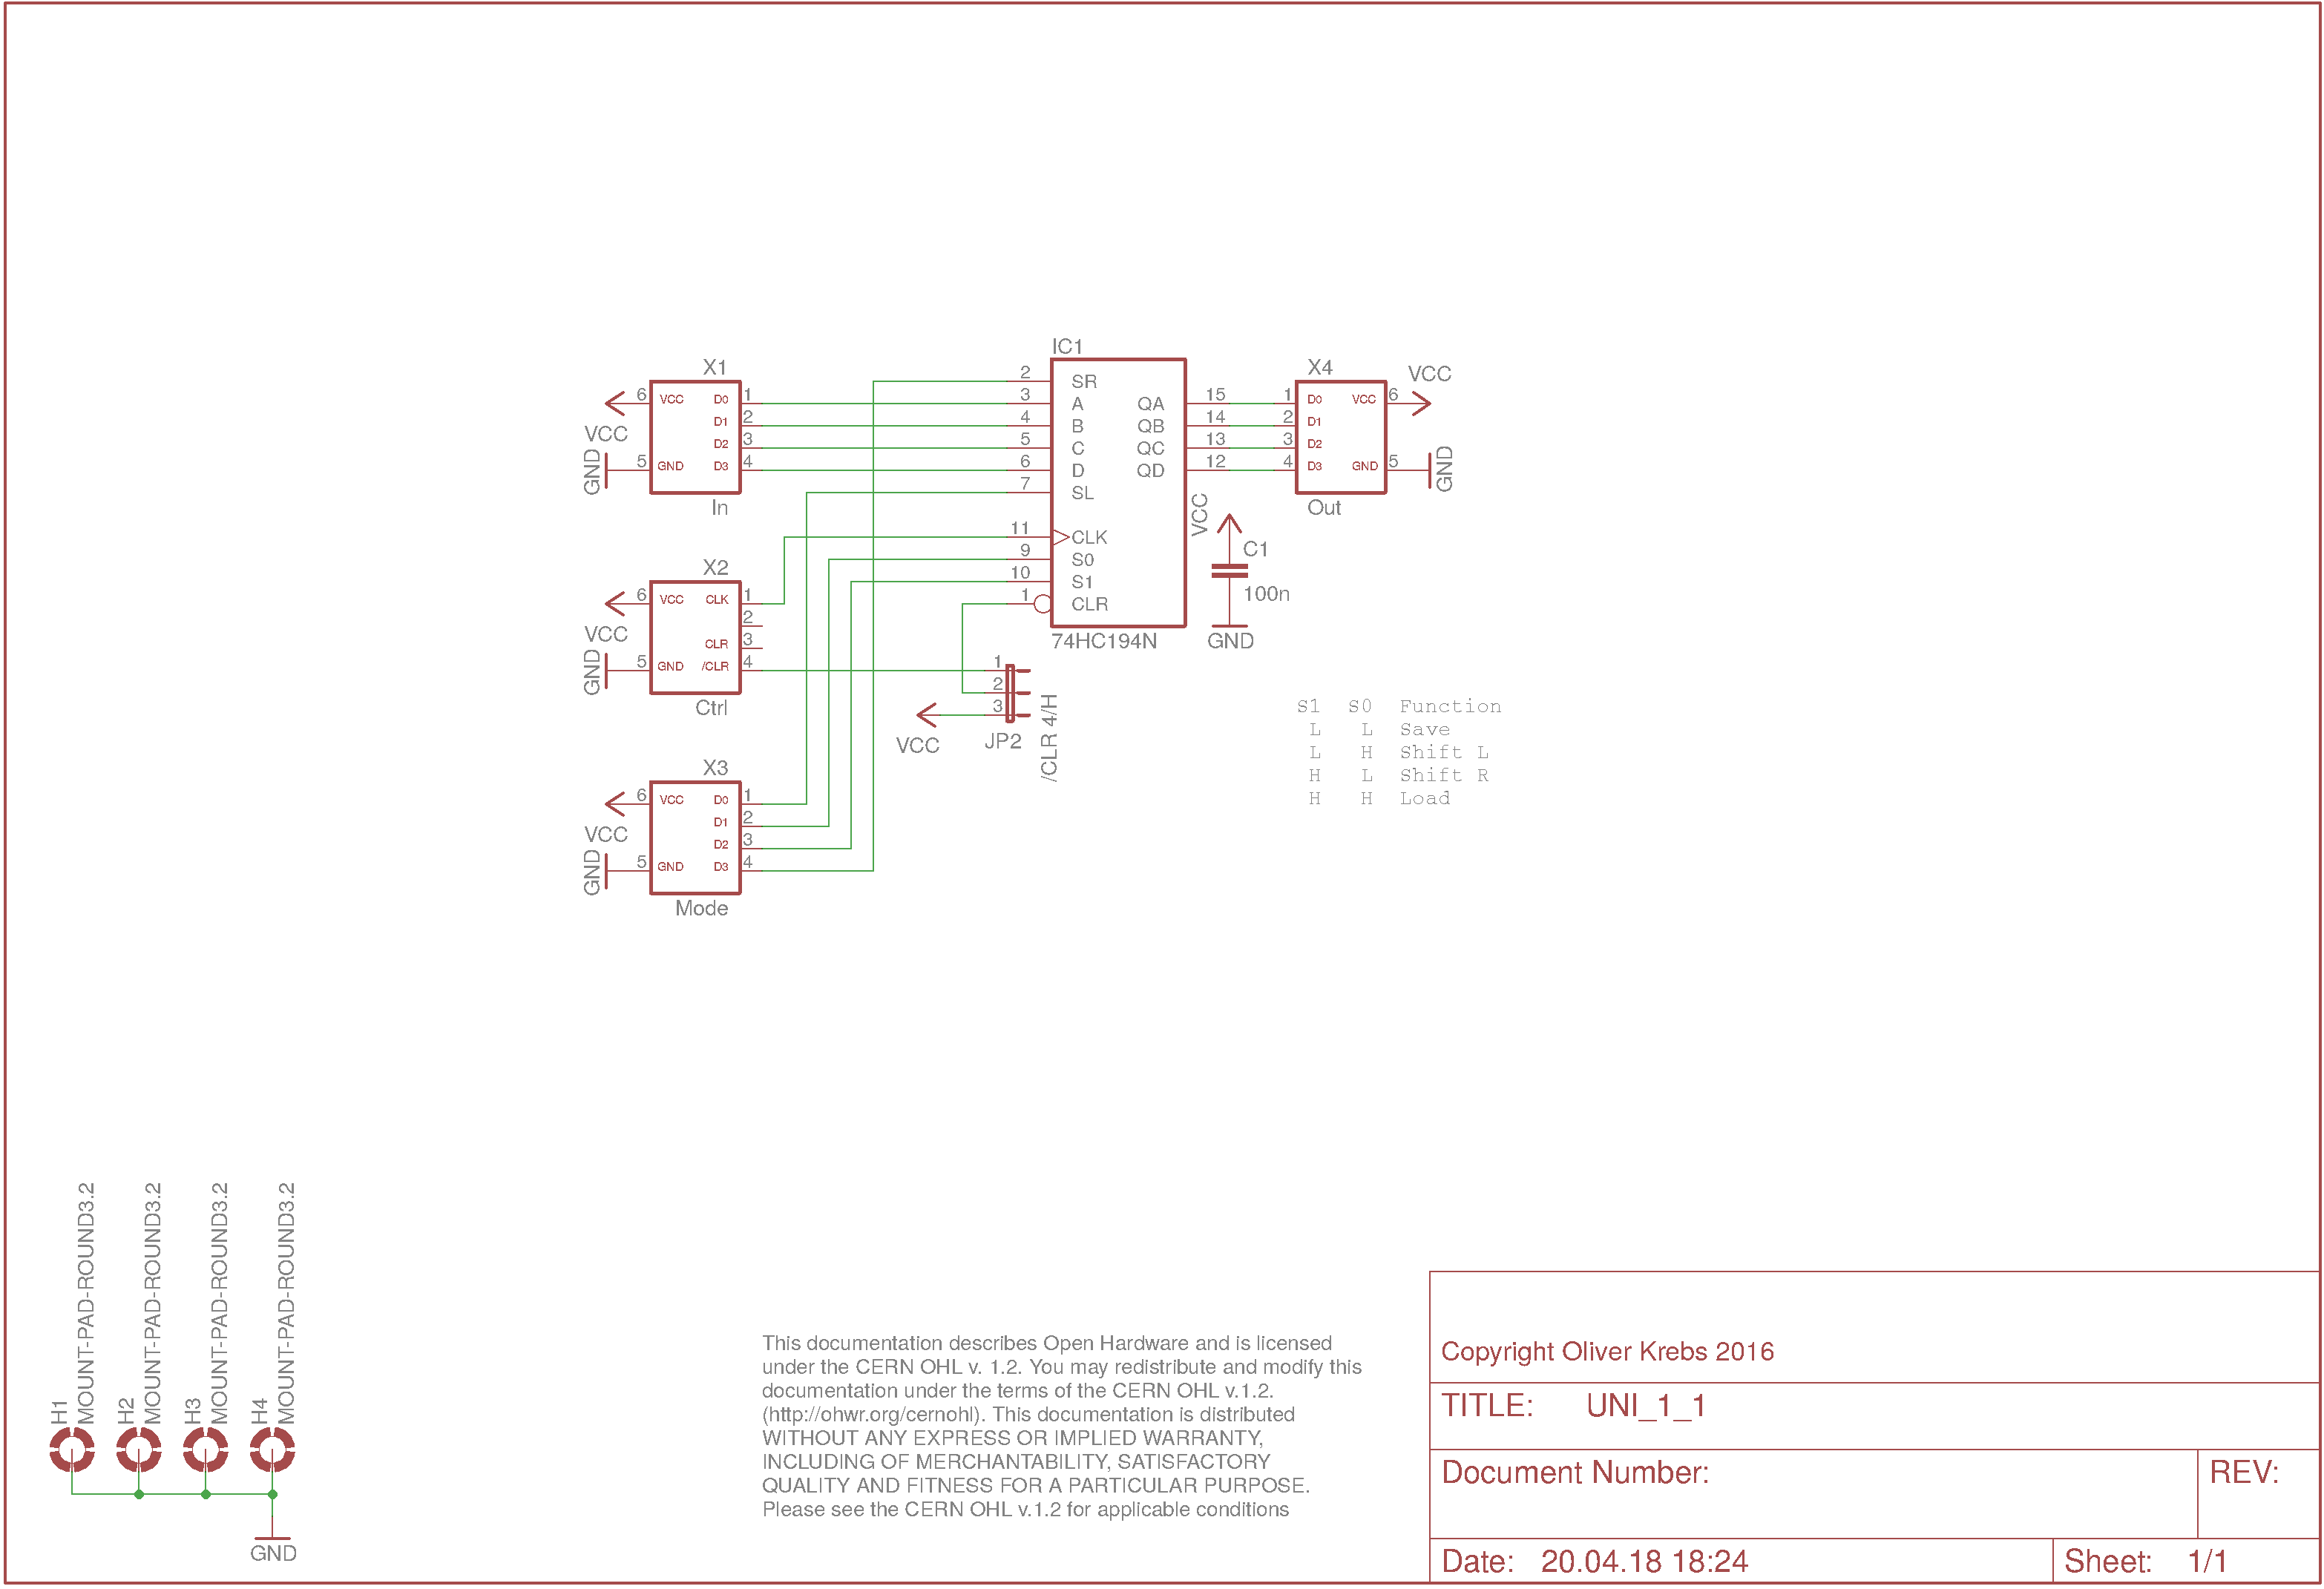 IC1
X1
X4
VCC
6 VCC D0 1
D1 2
D2 3
5 GND D3 4
VCC
GND
In
2 SR
3 A QA 15
4 B QB 14
5 C QC 13
6 D QD 12
7 SL
11 CLK
9 S0
10 S1
1 CLR
74HC194N
1 D0 VCC 6
2 D1
3 D2
4 D3 GND 5
GND
Out
VCC
C1
100n
GND
X2
6 VCC CLK 1
2
CLR 3
5 GND /CLR 4
VCC
GND
Ctrl
1
2
3
VCC
JP2
/CLR 4/H
S1 S0 Function
L L Save
L H Shift L
H L Shift R
H H Load
X3
6 VCC D0 1
D1 2
D2 3
5 GND D3 4
VCC
GND
Mode
H1
MOUNT-PAD-ROUND3.2
H2
MOUNT-PAD-ROUND3.2
H3
MOUNT-PAD-ROUND3.2
H4
MOUNT-PAD-ROUND3.2
GND
This documentation describes Open Hardware and is licensed
under the CERN OHL v. 1.2. You may redistribute and modify this
documentation under the terms of the CERN OHL v.1.2.
(http://ohwr.org/cernohl). This documentation is distributed
WITHOUT ANY EXPRESS OR IMPLIED WARRANTY,
INCLUDING OF MERCHANTABILITY, SATISFACTORY
QUALITY AND FITNESS FOR A PARTICULAR PURPOSE.
Please see the CERN OHL v.1.2 for applicable conditions
Copyright Oliver Krebs 2016
TITLE: UNI_1_1
Document Number:
REV:
Date: 20.04.18 18:24
Sheet: 1/1